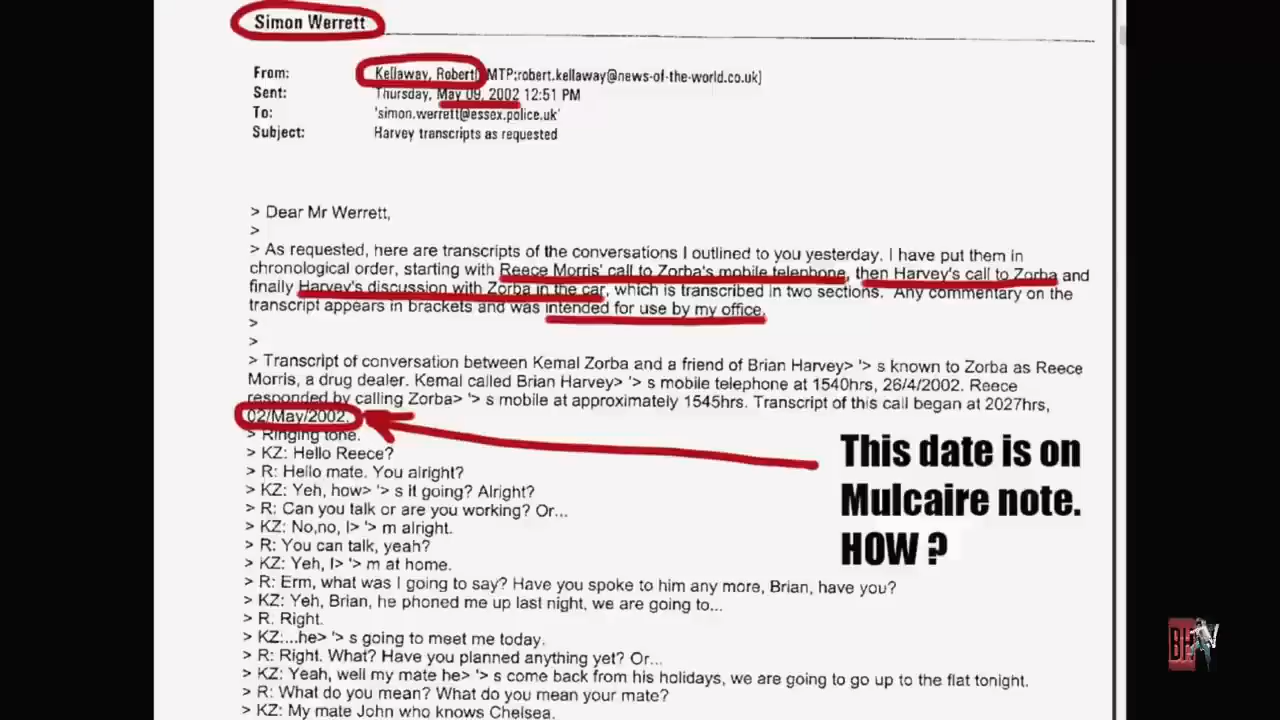 Simon Werrett
From: Kellaway, Robert MTP:robert.kellaway@news-of-the-world.co.uk]
Sent: Thursday, May 09, 2002 12:51 PM
To: 'simon.werrett@essex.police.uk'
Subject: Harvey transcripts as requested
> Dear Mr Werrett,
>
> As requested, here are transcripts of the conversations I outlined to you yesterday. I have put them in
chronological order, starting with Reece Morris' call to Zorba's mobile telephone, then Harvey's call to Zorba and
finally Harvey's discussion with Zorba in the car, which is transcribed in two sections. Any commentary on the
transcript appears in brackets and was intended for use by my office.
>
>
> Transcript of conversation between Kemal Zorba and a friend of Brian Harvey> '> s known to Zorba as Reece
Morris, a drug dealer. Kemal called Brian Harvey> '> s mobile telephone at 1540hrs, 26/4/2002. Reece
responded by calling Zorba> '> s mobile at approximately 1545hrs. Transcript of this call began at 2027hrs,
02/May/2002.
> Ringing tone.
> KZ: Hello Reece?
> R: Hello mate. You alright?
> KZ: Yeh, how> '> s it going? Alright?
> R: Can you talk or are you working? Or...
> KZ: No,no, I> '> m alright.
> R: You can talk, yeah?
> KZ: Yeh, I> '> m at home.
> R: Erm, what was I going to say? Have you spoke to him any more, Brian, have you?
> KZ: Yeh, Brian, he phoned me up last night, we are going to...
> R. Right.
> KZ:...he> '> s going to meet me today.
> R: Right. What? Have you planned anything yet? Or...
> KZ: Yeah, well my mate he> '> s come back from his holidays, we are going to go up to the flat tonight.
> R: What do you mean? What do you mean your mate?
> KZ: My mate John who knows Chelsea.
This date is on
Mulcaire note.
HOW ?